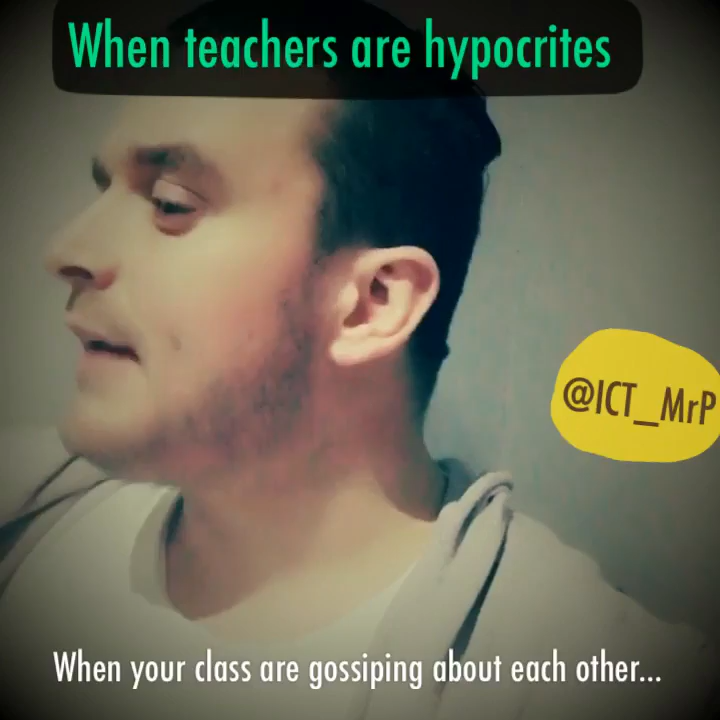 When teachers are hypocrites
@ICT_MrP
When your class are gossiping about each other...